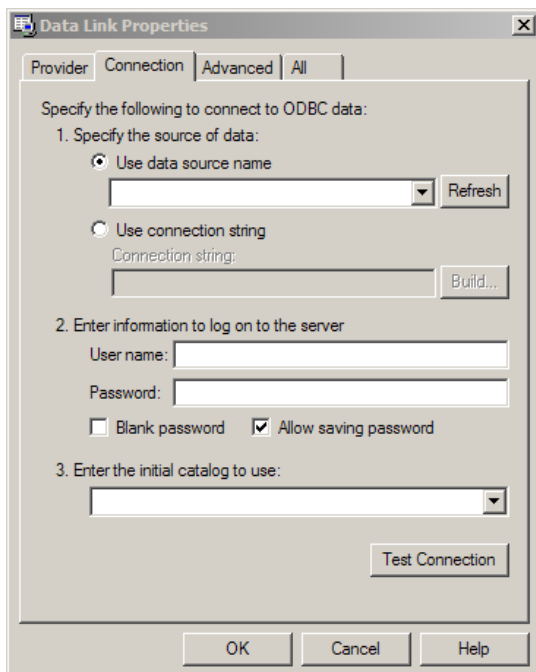 Data Link Properties
Provider Connection Advanced All
Specify the following to connect to ODBC data:
1. Specify the source of data:
Use data source name
Refresh
Use connection string
Connection string:
Build...
2. Enter information to log on to the server
User name:
Password:
Blank password Allow saving password
3. Enter the initial catalog to use:
Test Connection
OK Cancel Help